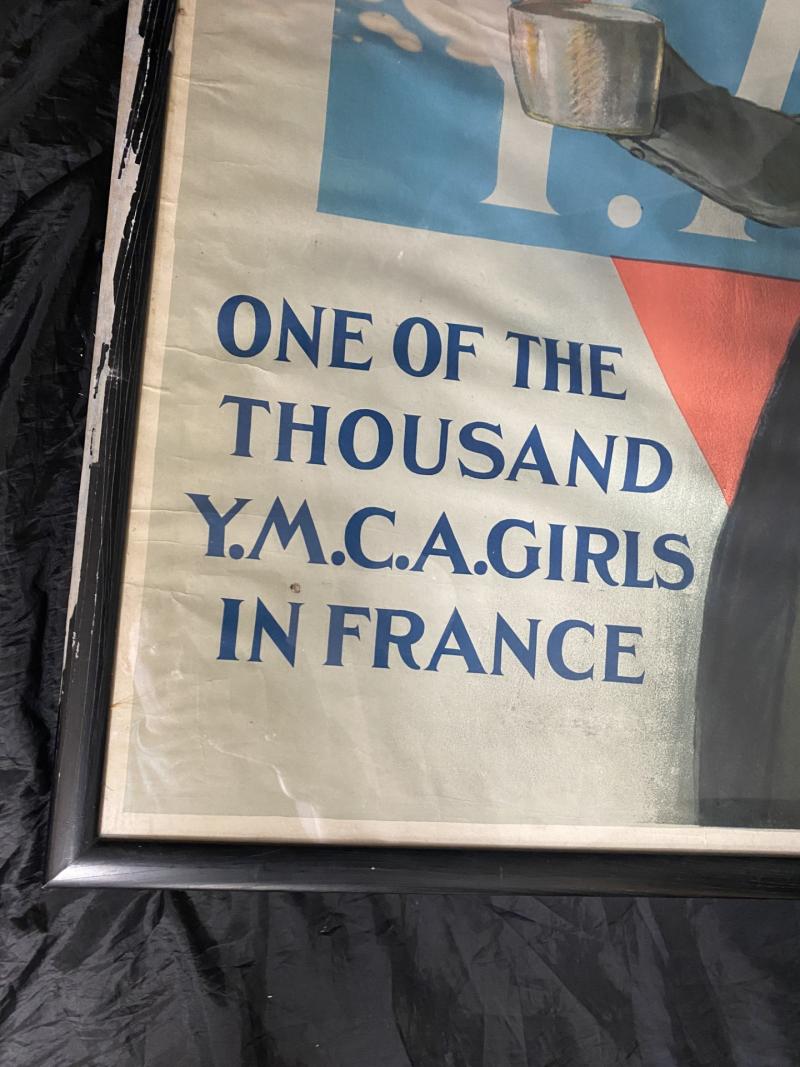 ONE OF THE
THOUSAND
Y.M.C.A. GIRLS
IN FRANCE